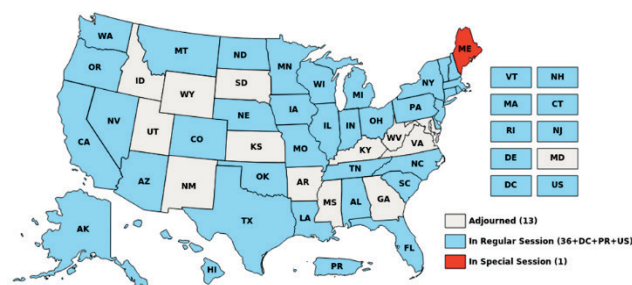 WA
MT
ND
MN
ME
OR
ID
WY
SD
WI
MI
NY
NV
UT
CO
NE
IA
IL
IN
OH
PA
CA
KS
MO
KY
WV
VA
AZ
NM
OK
AR
TN
NC
SC
TX
LA
MS
AL
GA
FL
AK
HI
PR
VT NH
MA CT
RI NJ
DE MD
DC US
Adjourned (13)
In Regular Session (36+DC+PR+US)
In Special Session (1)